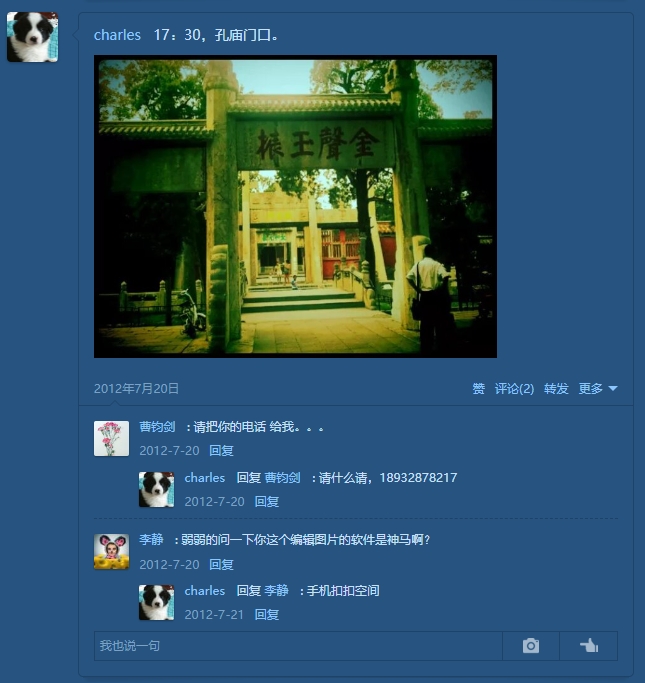 charles 17：30，孔庙门口。
金聲玉振
2012年7月20日 赞 评论(2) 转发 更多
曹钧剑 : 请把你的电话 给我。。。
2012-7-20 回复
charles 回复 曹钧剑 : 请什么请，18932878217
2012-7-20 回复
李静 : 弱弱的问一下你这个编辑图片的软件是神马啊？
2012-7-20 回复
charles 回复 李静 : 手机扣扣空间
2012-7-21 回复
我也说一句